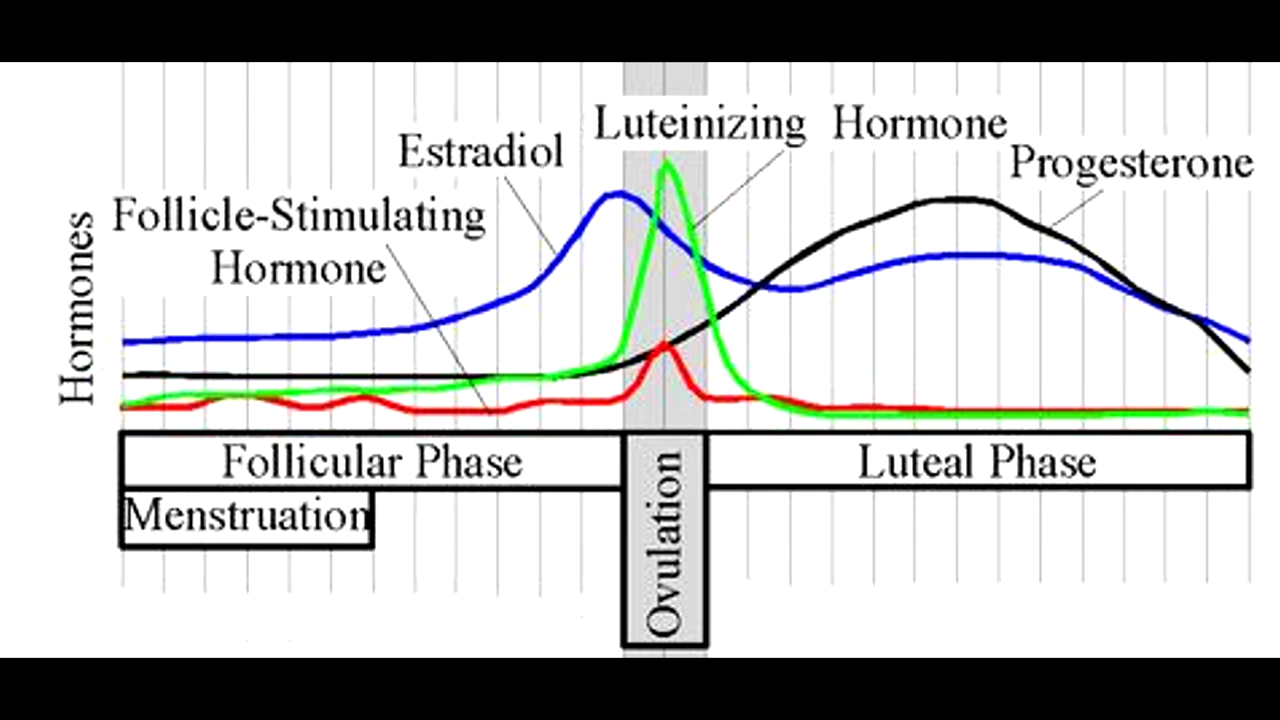 Luteinizing Hormone
Estradiol
Progesterone
Follicle-Stimulating
Hormone
Hormones
Follicular Phase
Luteal Phase
Menstruation
Ovulation